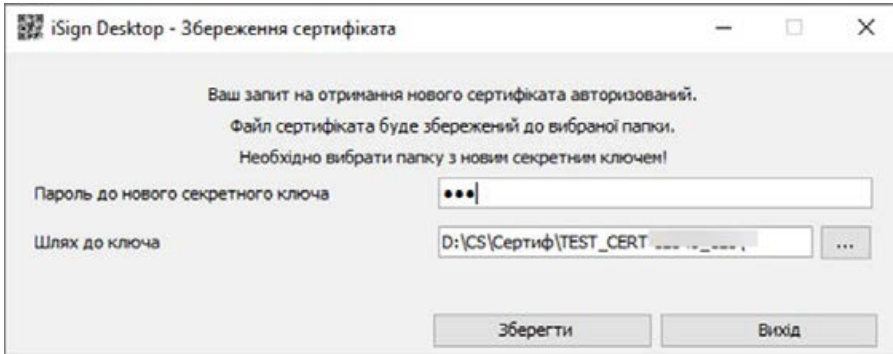 iSign Desktop - Збереження сертифіката
Ваш запит на отримання нового сертифіката авторизований.
Файл сертифіката буде збережений до вибраної папки.
Необхідно вибрати папку з новим секретним ключем!
Пароль до нового секретного ключа •••
Шлях до ключа D:\CS\Сертиф\TEST_CERT ...
Зберегти Вихід